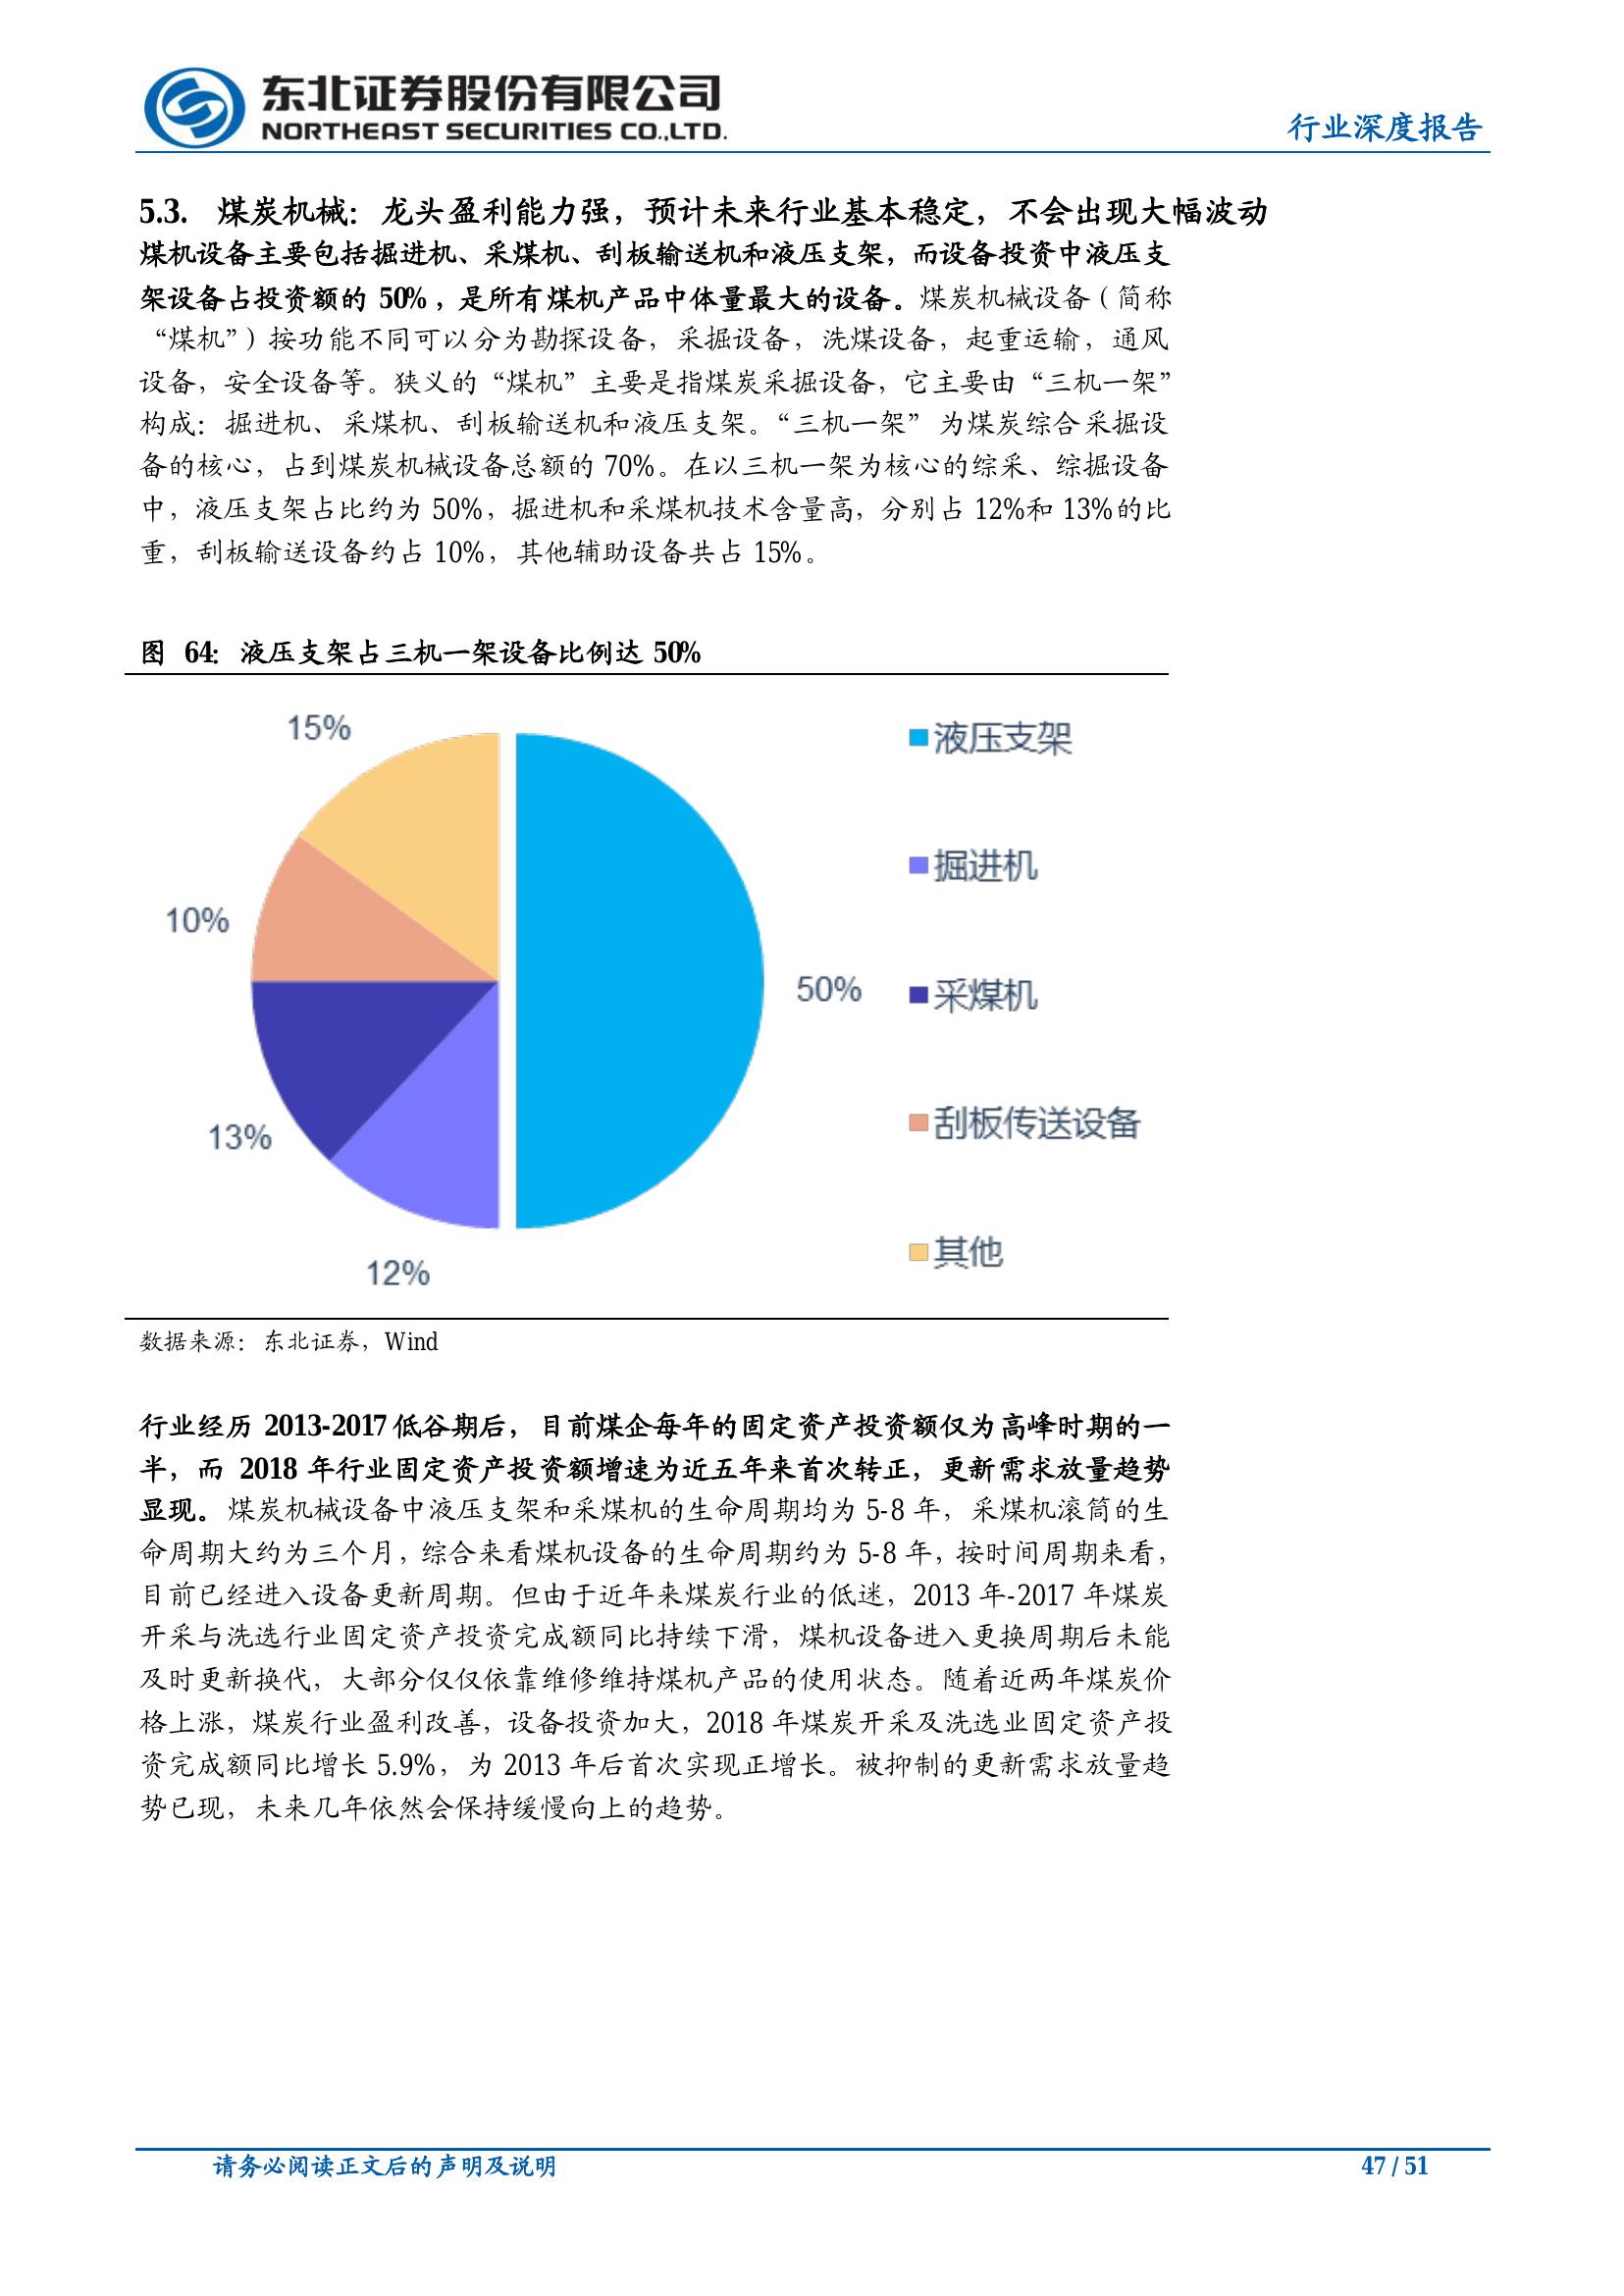 东北证券股份有限公司
NORTHEAST SECURITIES CO.,LTD.
行业深度报告
5.3. 煤炭机械：龙头盈利能力强，预计未来行业基本稳定，不会出现大幅波动
煤机设备主要包括掘进机、采煤机、刮板输送机和液压支架，而设备投资中液压支
架设备占投资额的 50%，是所有煤机产品中体量最大的设备。煤炭机械设备（简称
“煤机”）按功能不同可以分为勘探设备，采掘设备，洗煤设备，起重运输，通风
设备，安全设备等。狭义的“煤机”主要是指煤炭采掘设备，它主要由“三机一架”
构成：掘进机、采煤机、刮板输送机和液压支架。“三机一架” 为煤炭综合采掘设
备的核心，占到煤炭机械设备总额的 70%。在以三机一架为核心的综采、综掘设备
中，液压支架占比约为 50%，掘进机和采煤机技术含量高，分别占 12%和 13%的比
重，刮板输送设备约占 10%，其他辅助设备共占 15%。
图 64：液压支架占三机一架设备比例达 50%
15%
10%
13%
12%
50%
液压支架
掘进机
采煤机
刮板传送设备
其他
数据来源：东北证券，Wind
行业经历 2013-2017 低谷期后，目前煤企每年的固定资产投资额仅为高峰时期的一
半，而 2018 年行业固定资产投资额增速为近五年来首次转正，更新需求放量趋势
显现。煤炭机械设备中液压支架和采煤机的生命周期均为 5-8 年，采煤机滚筒的生
命周期大约为三个月，综合来看煤机设备的生命周期约为 5-8 年，按时间周期来看，
目前已经进入设备更新周期。但由于近年来煤炭行业的低迷，2013 年-2017 年煤炭
开采与洗选行业固定资产投资完成额同比持续下滑，煤机设备进入更换周期后未能
及时更新换代，大部分仅仅依靠维修维持煤机产品的使用状态。随着近两年煤炭价
格上涨，煤炭行业盈利改善，设备投资加大，2018 年煤炭开采及洗选业固定资产投
资完成额同比增长 5.9%，为 2013 年后首次实现正增长。被抑制的更新需求放量趋
势已现，未来几年依然会保持缓慢向上的趋势。
请务必阅读正文后的声明及说明
47 / 51